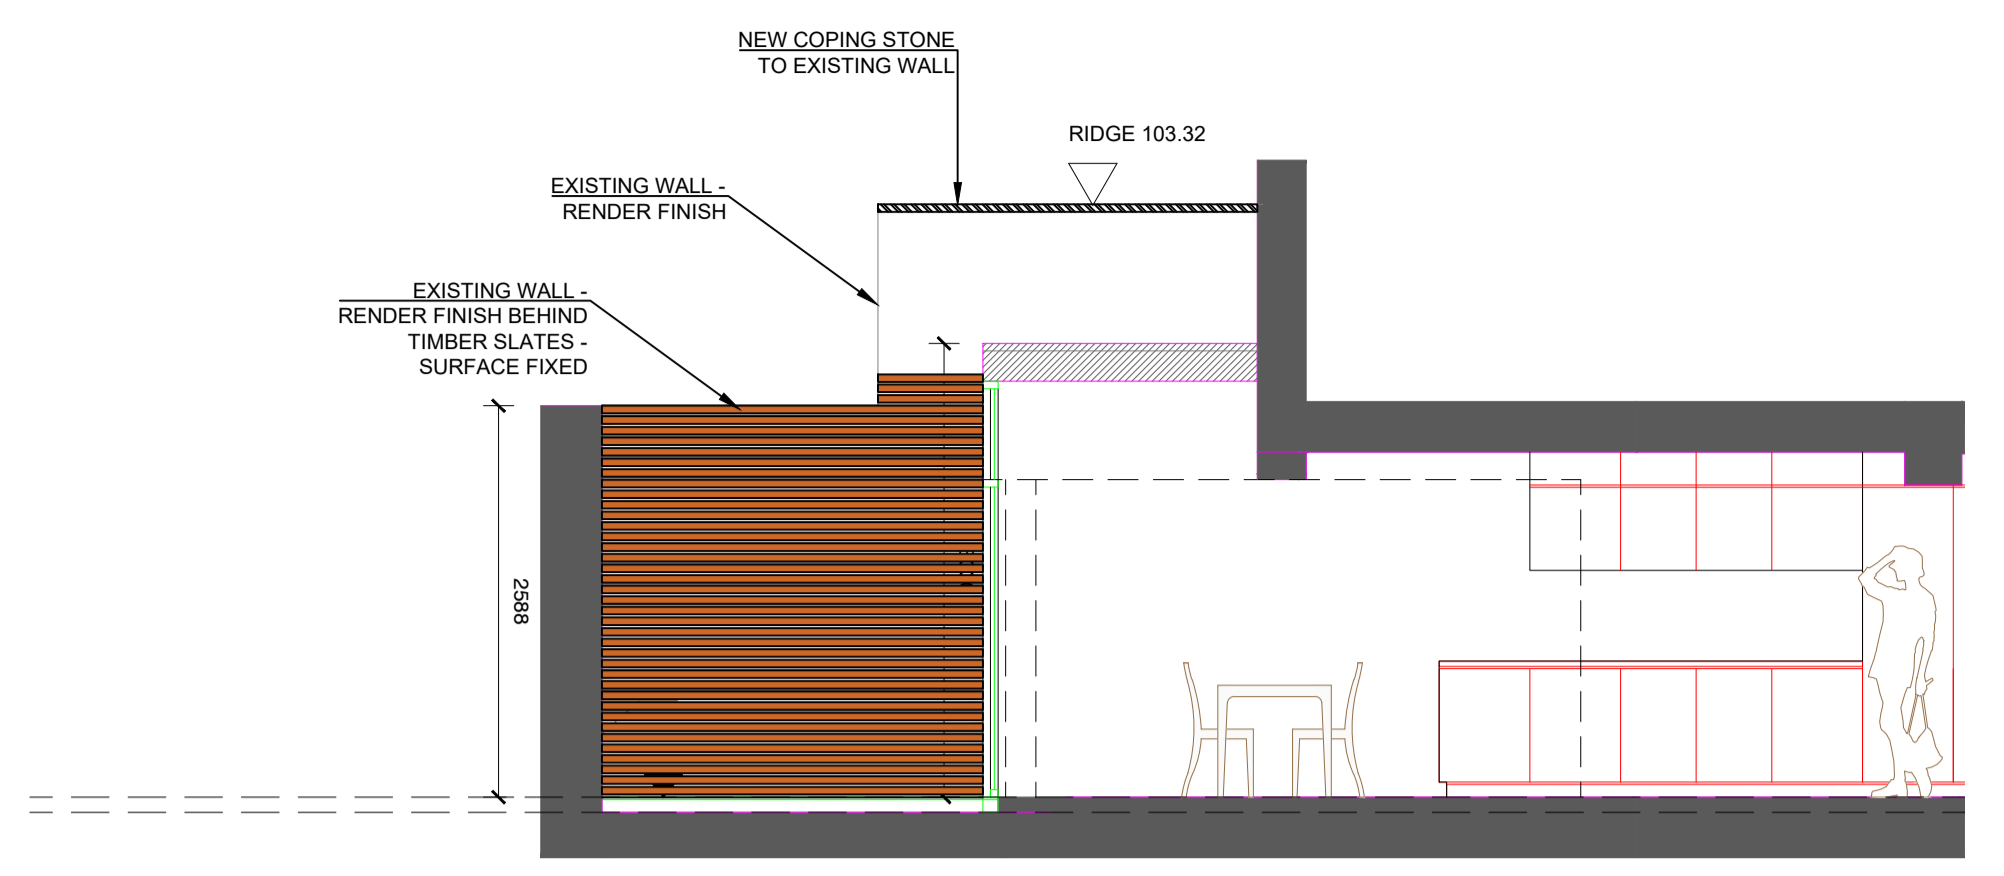 NEW COPING STONE
TO EXISTING WALL
RIDGE 103.32
EXISTING WALL -
RENDER FINISH
EXISTING WALL -
RENDER FINISH BEHIND
TIMBER SLATES -
SURFACE FIXED
2588